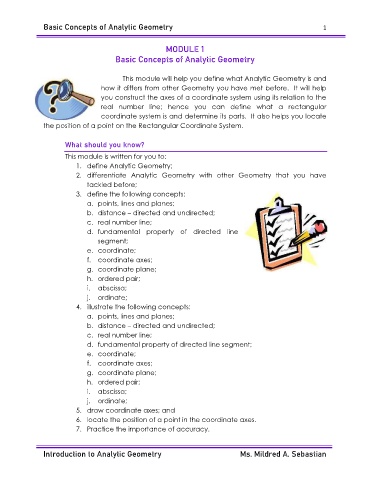 Basic Concepts of Analytic Geometry 1
MODULE 1
Basic Concepts of Analytic Geometry
This module will help you define what Analytic Geometry is and
how it differs from other Geometry you have met before. It will help
you construct the axes of a coordinate system using its relation to the
real number line; hence you can define what a rectangular
coordinate system is and determine its parts. It also helps you locate
the position of a point on the Rectangular Coordinate System.
What should you know?
This module is written for you to:
1. define Analytic Geometry;
2. differentiate Analytic Geometry with other Geometry that you have
tackled before;
3. define the following concepts:
a. points, lines and planes;
b. distance – directed and undirected;
c. real number line;
d. fundamental property of directed line
segment;
e. coordinate;
f. coordinate axes;
g. coordinate plane;
h. ordered pair;
i. abscissa;
j. ordinate;
4. illustrate the following concepts:
a. points, lines and planes;
b. distance – directed and undirected;
c. real number line;
d. fundamental property of directed line segment;
e. coordinate;
f. coordinate axes;
g. coordinate plane;
h. ordered pair;
i. abscissa;
j. ordinate;
5. draw coordinate axes; and
6. locate the position of a point in the coordinate axes.
7. Practice the importance of accuracy.
Introduction to Analytic Geometry Ms. Mildred A. Sebastian